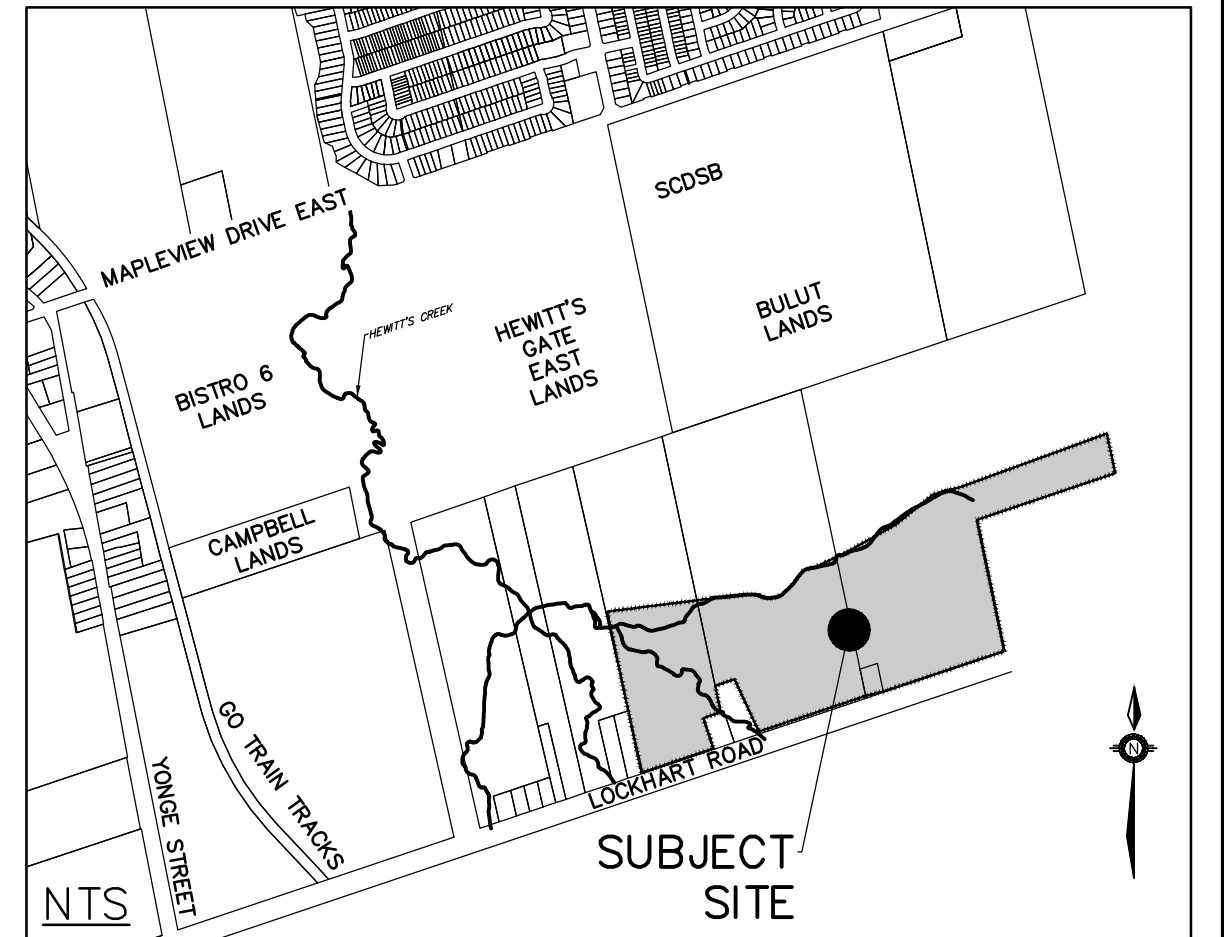 SCDSB
MAPLEVIEW DRIVE EAST
HEWITT'S CREEK
HEWITT'S
GATE
EAST
LANDS
BULUT
LANDS
BISTRO 6
LANDS
CAMPBELL
LANDS
GO TRAIN TRACKS
YONGE STREET
LOCKHART ROAD
SUBJECT
SITE
N
NTS